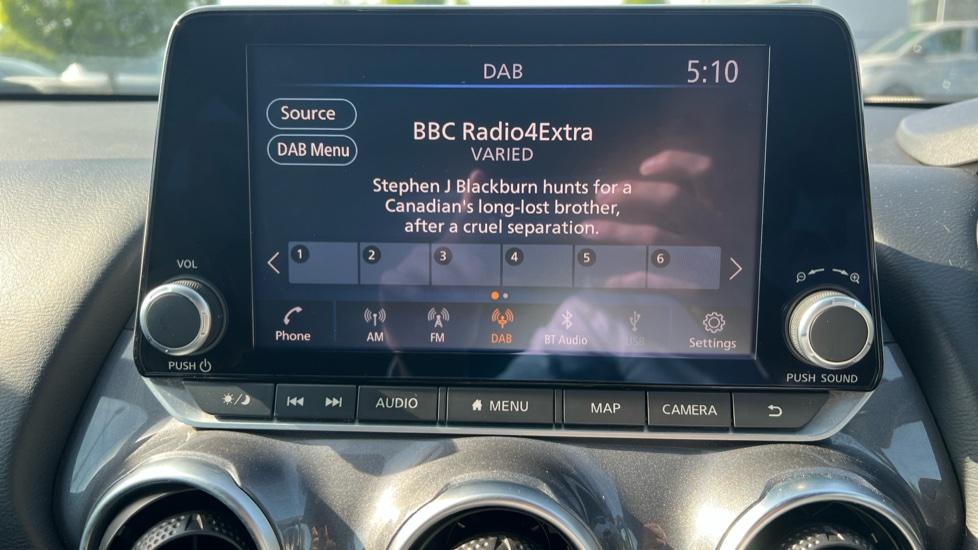 DAB
5:10
Source
DAB Menu
BBC Radio4Extra
VARIED
Stephen J Blackburn hunts for a
Canadian's long-lost brother,
after a cruel separation.
1 2 3 4 5 6
Phone AM FM DAB BT Audio USB Settings
VOL
PUSH
PUSH SOUND
AUDIO MENU MAP CAMERA